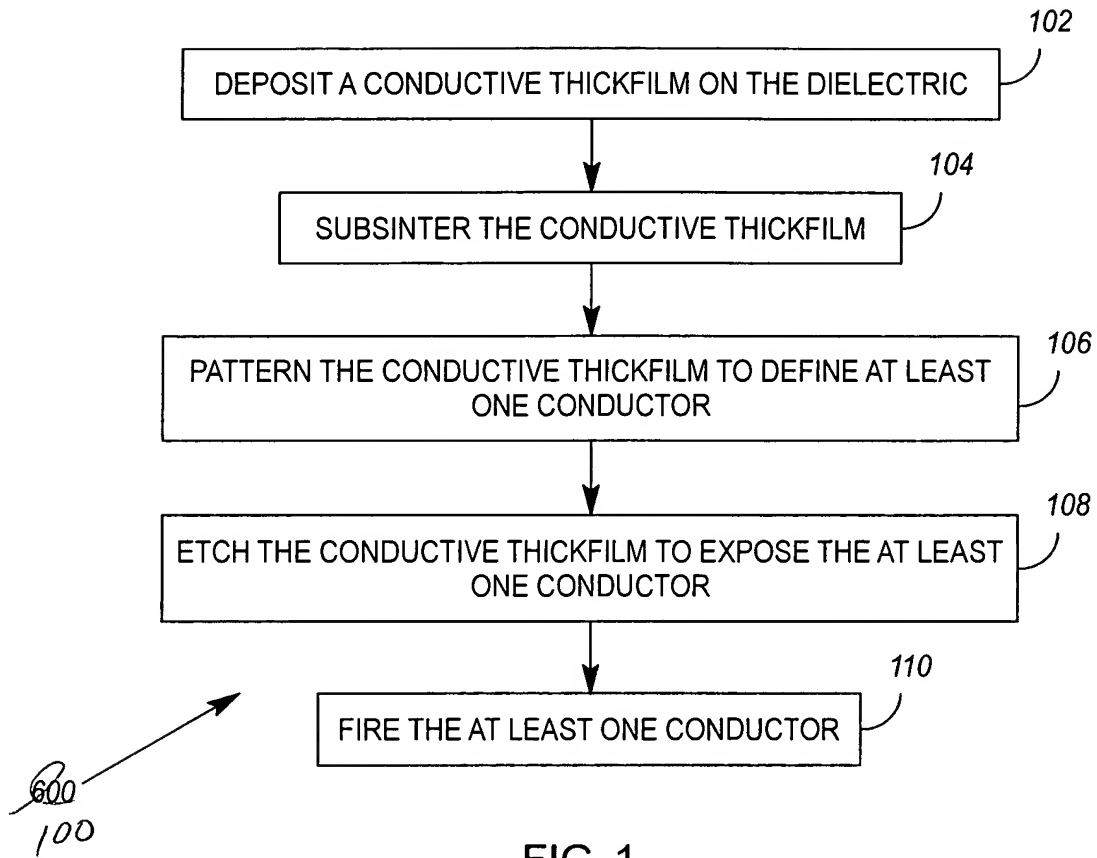 102
DEPOSIT A CONDUCTIVE THICKFILM ON THE DIELECTRIC
104
SUBSINTER THE CONDUCTIVE THICKFILM
106
PATTERN THE CONDUCTIVE THICKFILM TO DEFINE AT LEAST
ONE CONDUCTOR
108
ETCH THE CONDUCTIVE THICKFILM TO EXPOSE THE AT LEAST
ONE CONDUCTOR
110
FIRE THE AT LEAST ONE CONDUCTOR
600
100
FIG. 1